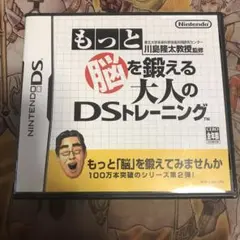 Nintendo
東北大学未来科学技術共同研究センター
川島隆太教授監修
もっと
脳を鍛える
大人の
DSトレーニング™
NINTENDO DS™
もっと「脳」を鍛えてみませんか
100万本突破のシリーズ第2弾!